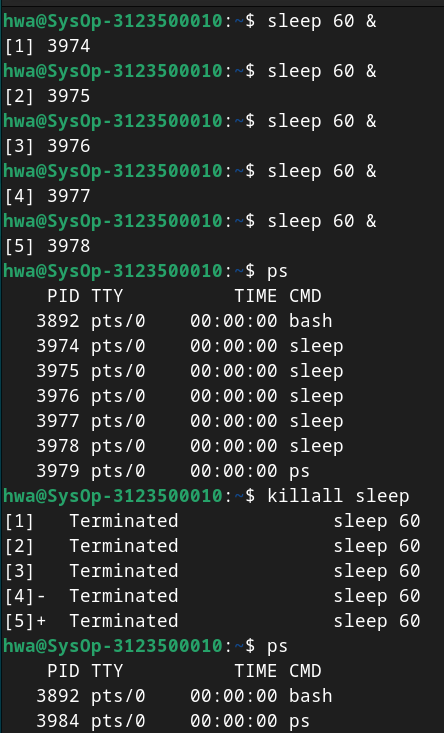 hwa@SysOp-3123500010:~$ sleep 60 &
[1] 3974
hwa@SysOp-3123500010:~$ sleep 60 &
[2] 3975
hwa@SysOp-3123500010:~$ sleep 60 &
[3] 3976
hwa@SysOp-3123500010:~$ sleep 60 &
[4] 3977
hwa@SysOp-3123500010:~$ sleep 60 &
[5] 3978
hwa@SysOp-3123500010:~$ ps
    PID TTY          TIME CMD
   3892 pts/0    00:00:00 bash
   3974 pts/0    00:00:00 sleep
   3975 pts/0    00:00:00 sleep
   3976 pts/0    00:00:00 sleep
   3977 pts/0    00:00:00 sleep
   3978 pts/0    00:00:00 sleep
   3979 pts/0    00:00:00 ps
hwa@SysOp-3123500010:~$ killall sleep
[1]   Terminated              sleep 60
[2]   Terminated              sleep 60
[3]   Terminated              sleep 60
[4]-  Terminated              sleep 60
[5]+  Terminated              sleep 60
hwa@SysOp-3123500010:~$ ps
    PID TTY          TIME CMD
   3892 pts/0    00:00:00 bash
   3984 pts/0    00:00:00 ps